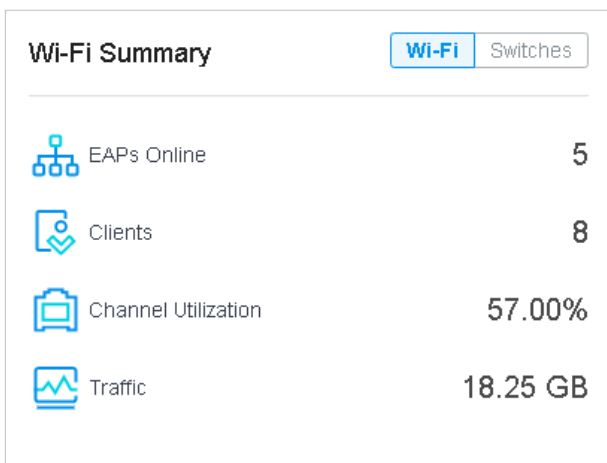 Wi-Fi Summary Wi-Fi Switches
EAPs Online 5
Clients 8
Channel Utilization 57.00%
Traffic 18.25 GB